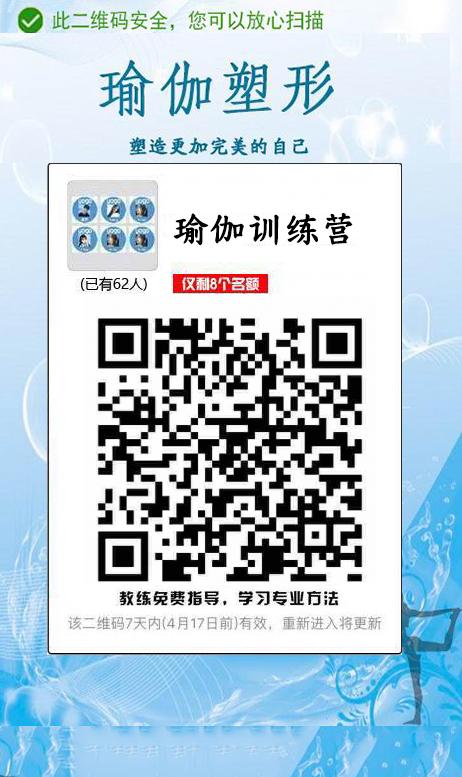 此二维码安全，您可以放心扫描
瑜伽塑形
塑造更加完美的自己
瑜伽训练营
(已有62人)
仅剩8个名额
教练免费指导，学习专业方法
该二维码7天内(4月17日前)有效，重新进入将更新